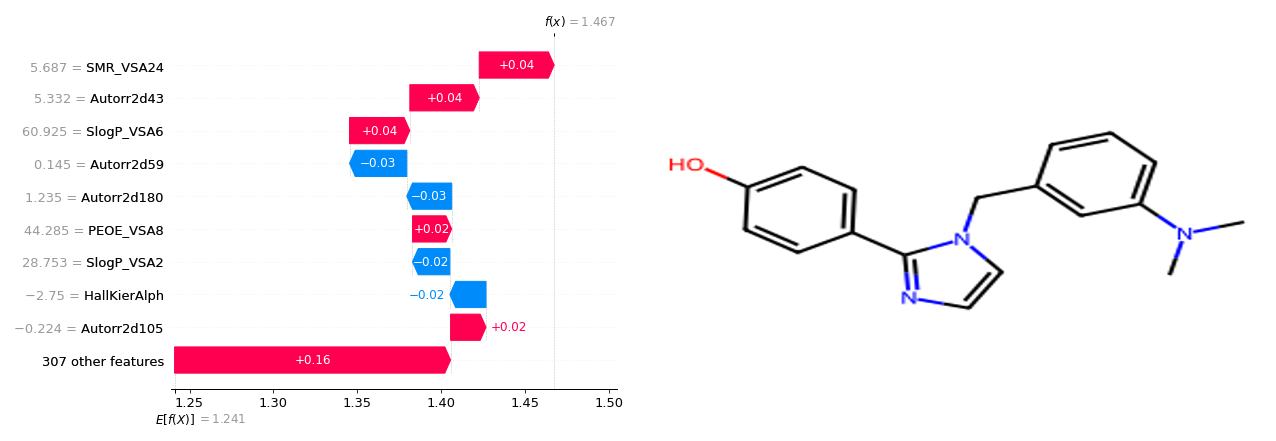 f(x) = 1.467
5.687 = SMR_VSA24
+0.04
5.332 = Autorr2d43
+0.04
60.925 = SlogP_VSA6
+0.04
0.145 = Autorr2d59
−0.03
1.235 = Autorr2d180
−0.03
44.285 = PEOE_VSA8
+0.02
28.753 = SlogP_VSA2
−0.02
−2.75 = HallKierAlph
−0.02
−0.224 = Autorr2d105
+0.02
307 other features
+0.16
1.25 1.30 1.35 1.40 1.45 1.50
E[f(X)] = 1.241
HO
N
N
N